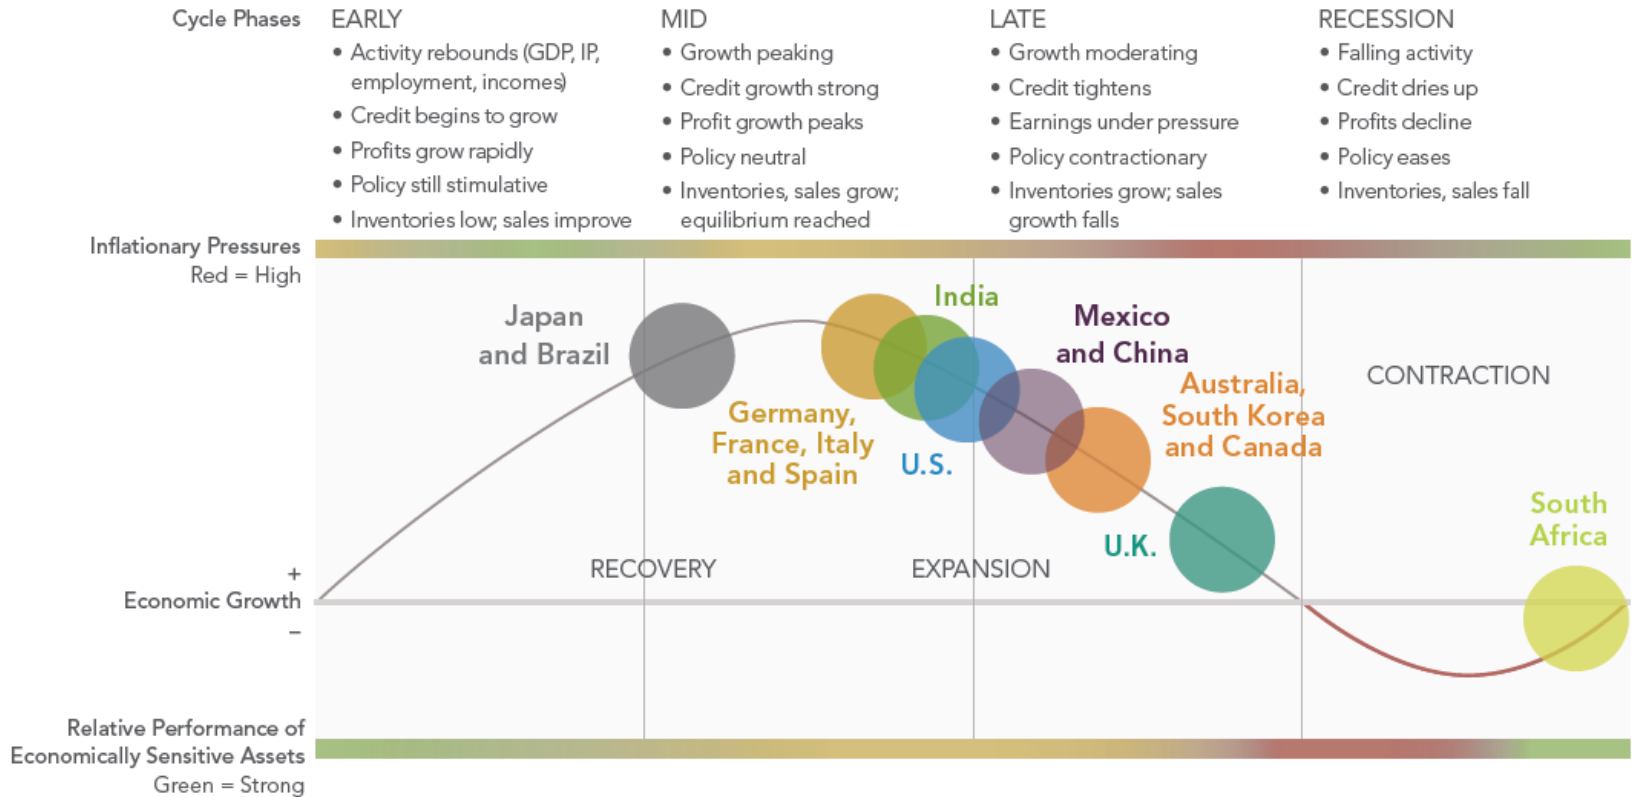 Cycle Phases
EARLY
• Activity rebounds (GDP, IP,
employment, incomes)
• Credit begins to grow
• Profits grow rapidly
• Policy still stimulative
• Inventories low; sales improve
MID
• Growth peaking
• Credit growth strong
• Profit growth peaks
• Policy neutral
• Inventories, sales grow;
equilibrium reached
LATE
• Growth moderating
• Credit tightens
• Earnings under pressure
• Policy contractionary
• Inventories grow; sales
growth falls
RECESSION
• Falling activity
• Credit dries up
• Profits decline
• Policy eases
• Inventories, sales fall
Inflationary Pressures
Red = High
Japan
and Brazil
Germany,
France, Italy
and Spain
India
U.S.
Mexico
and China
Australia,
South Korea
and Canada
U.K.
CONTRACTION
South
Africa
RECOVERY
EXPANSION
+
Economic Growth
–
Relative Performance of
Economically Sensitive Assets
Green = Strong